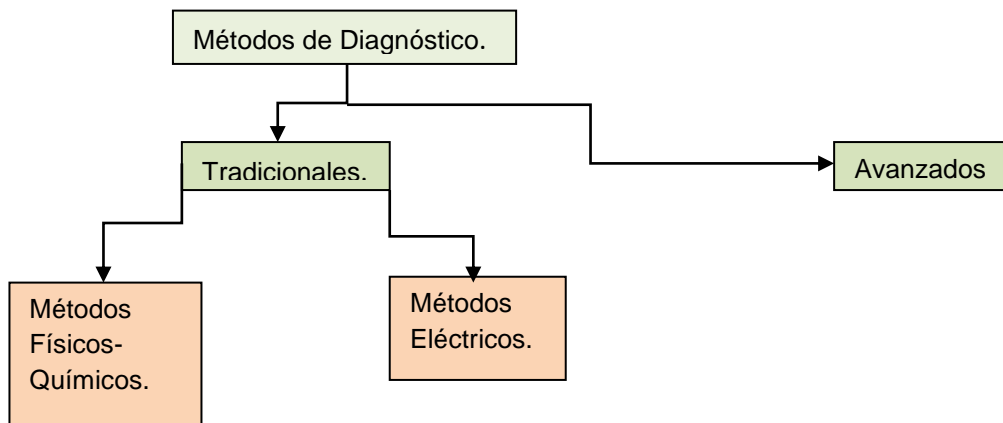 Métodos de Diagnóstico.
Tradicionales.
Avanzados
Métodos
Físicos-
Químicos.
Métodos
Eléctricos.